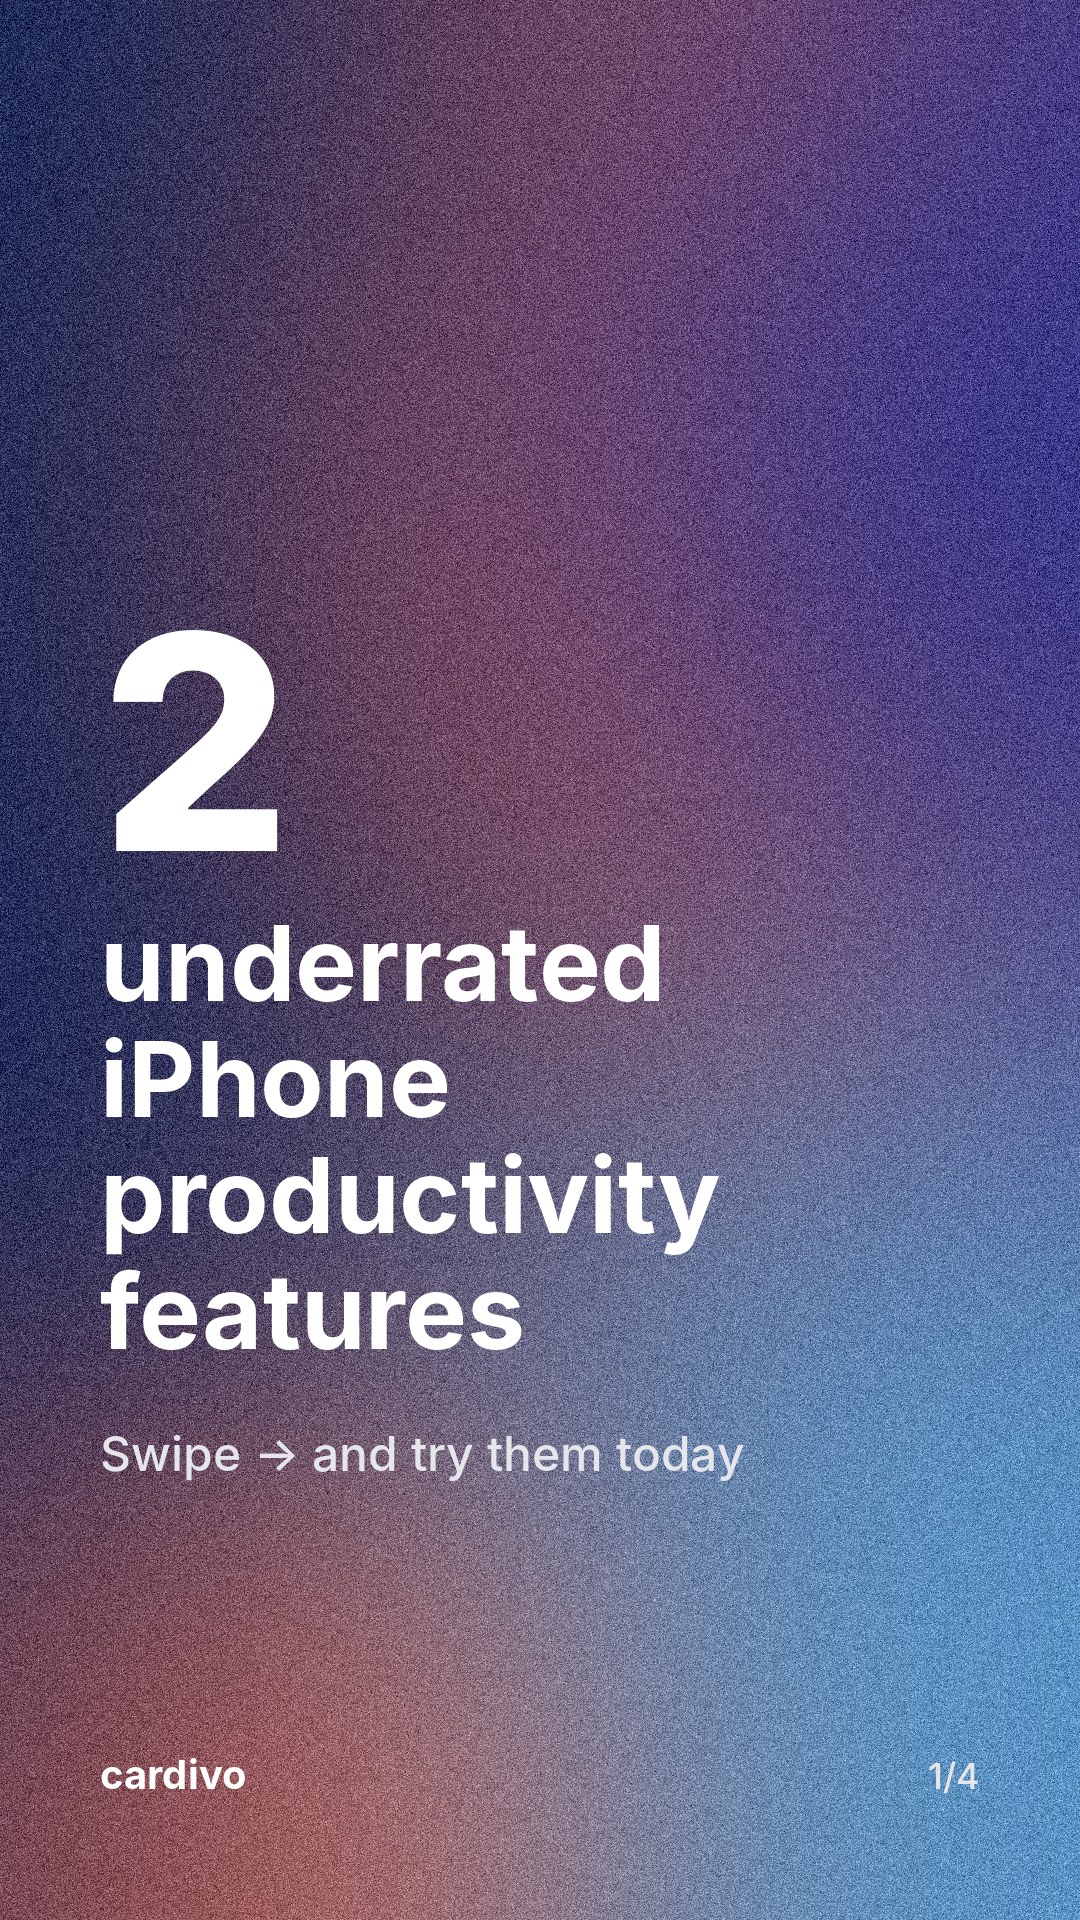 2
underrated
iPhone
productivity
features
Swipe → and try them today
cardivo
1/4